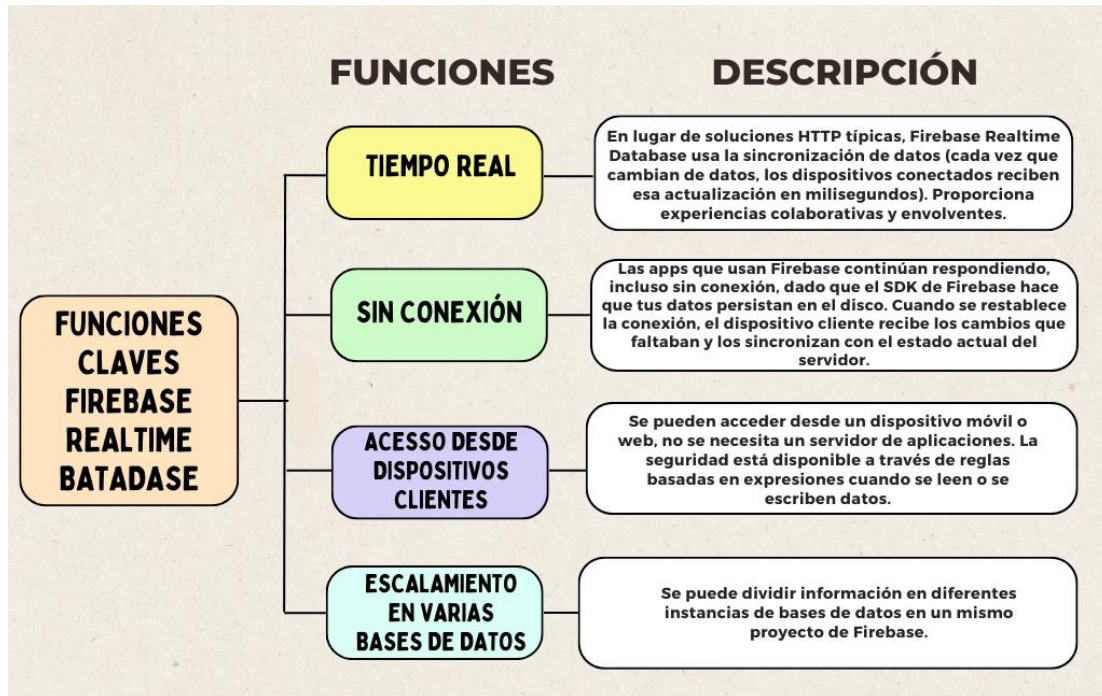 FUNCIONES
DESCRIPCIÓN
FUNCIONES
CLAVES
FIREBASE
REALTIME
BATADASE
TIEMPO REAL
En lugar de soluciones HTTP típicas, Firebase Realtime
Database usa la sincronización de datos (cada vez que
cambian de datos, los dispositivos conectados reciben
esa actualización en milisegundos). Proporciona
experiencias colaborativas y envolventes.
SIN CONEXIÓN
Las apps que usan Firebase continúan respondiendo,
incluso sin conexión, dado que el SDK de Firebase hace
que tus datos persistan en el disco. Cuando se restablece
la conexión, el dispositivo cliente recibe los cambios que
faltaban y los sincronizan con el estado actual del
servidor.
ACESSO DESDE
DISPOSITIVOS
CLIENTES
Se pueden acceder desde un dispositivo móvil o
web, no se necesita un servidor de aplicaciones. La
seguridad está disponible a través de reglas
basadas en expresiones cuando se leen o se
escriben datos.
ESCALAMIENTO
EN VARIAS
BASES DE DATOS
Se puede dividir información en diferentes
instancias de bases de datos en un mismo
proyecto de Firebase.